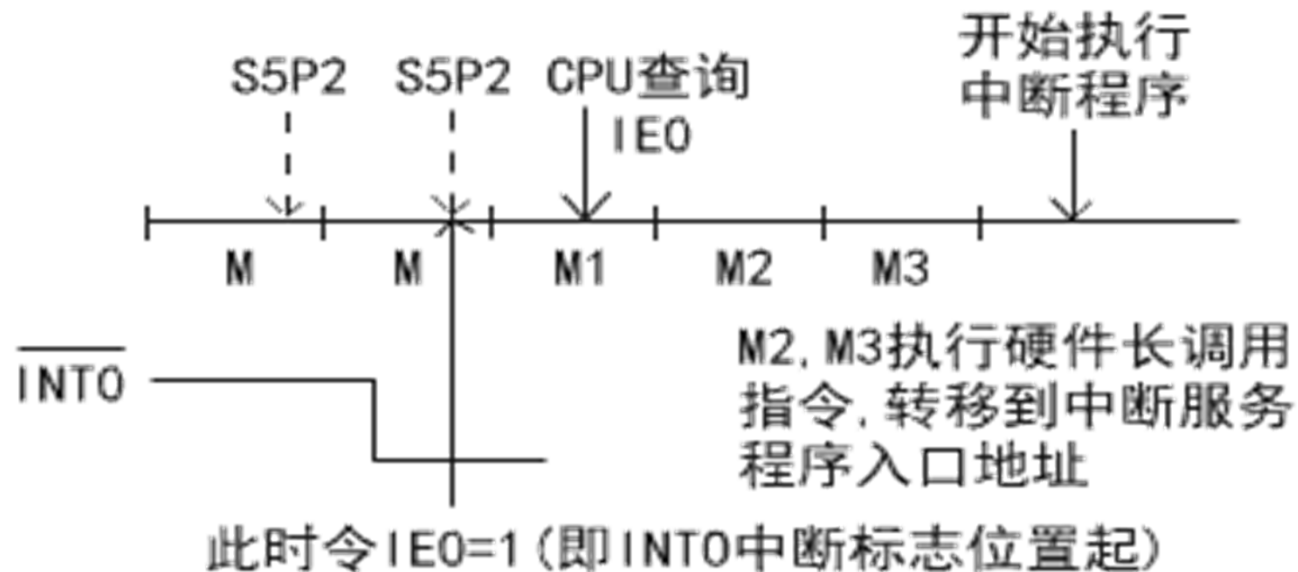 开始执行
中断程序
S5P2 S5P2 CPU查询
IE0
M M M1 M2 M3
INT0
M2,M3执行硬件长调用
指令,转移到中断服务
程序入口地址
此时令IE0=1(即INT0中断标志位置起)